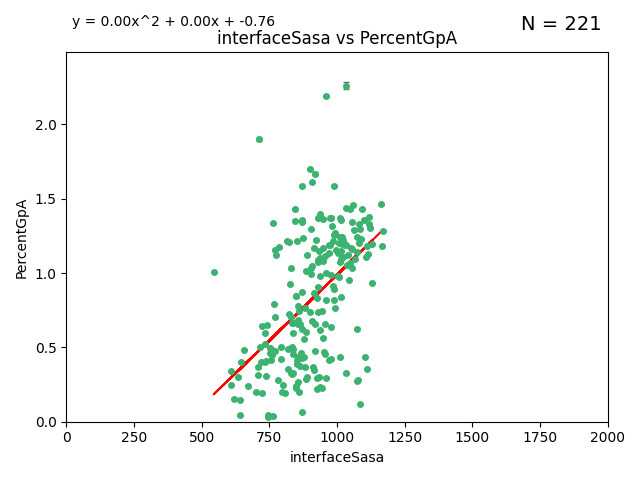 y = 0.00x^2 + 0.00x + -0.76
N = 221
interfaceSasa vs PercentGpA
PercentGpA
2.0
1.5
1.0
0.5
0.0
0 250 500 750 1000 1250 1500 1750 2000
interfaceSasa